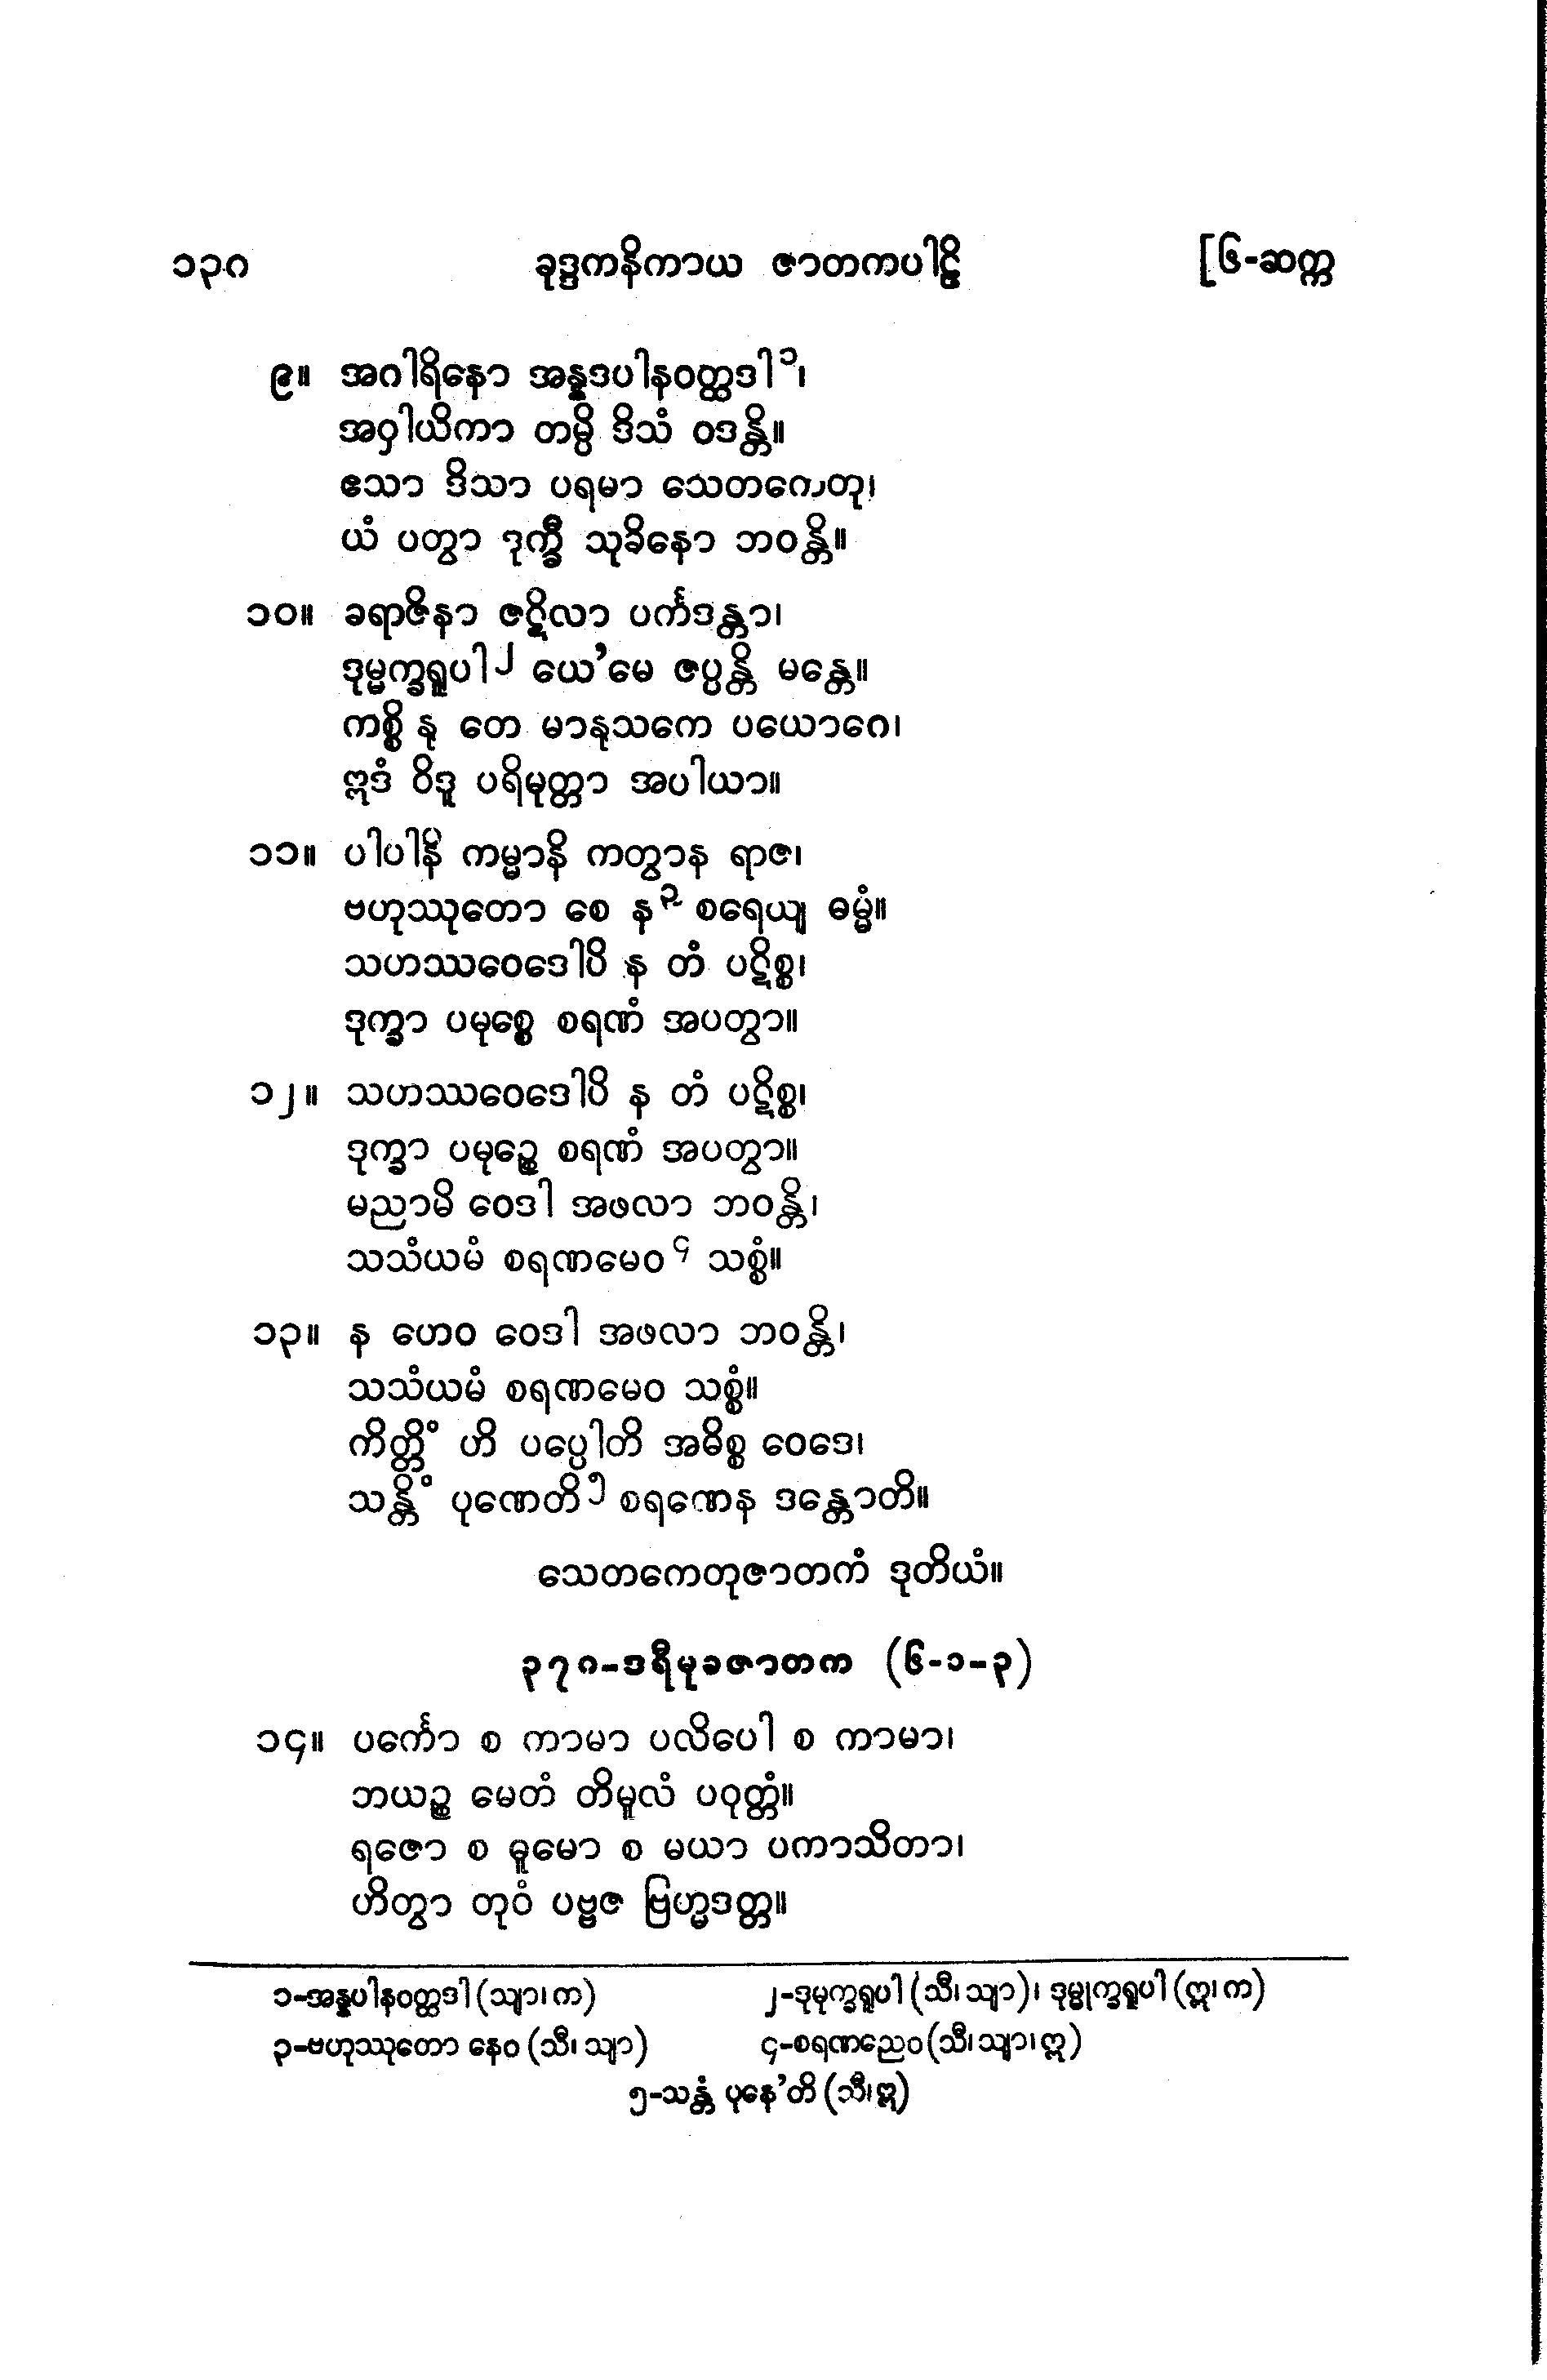 ၁၃၈ ခုဒ္ဒကနိကာယ ဇာတကပါဠိ [၆-ဆက္က
၉။ အဂါရိနော အန္နဒပါနဝတ္ထဒါ၁၊
အဝှါယိကာ တမ္ပိ ဒိသံ ဝဒန္တိ။
ဧသာ ဒိသာ ပရမာ သေတကေတု၊
ယံ ပတွာ ဒုက္ခီ သုခိနော ဘဝန္တိ။
၁၀။ ခရာဇိနာ ဇဋိလာ ပင်္ကဒန္တာ၊
ဒုမ္မက္ခရူပါ၂ ယေ’မေ ဇပ္ပန္တိ မန္တေ။
ကစ္စိ နု တေ မာနုသကေ ပယောဂေ၊
ဣဒံ ဝိဒူ ပရိမုတ္တာ အပါယာ။
၁၁။ ပါပါနိ ကမ္မာနိ ကတွာန ရာဇ၊
ဗဟုဿုတော စေ န၃ စရေယျ ဓမ္မံ။
သဟဿဝေဒေါပိ န တံ ပဋိစ္စ၊
ဒုက္ခာ ပမုစ္စေ စရဏံ အပတွာ။
၁၂။ သဟဿဝေဒေါပိ န တံ ပဋိစ္စ၊
ဒုက္ခာ ပမုဉ္စေ စရဏံ အပတွာ။
မညာမိ ဝေဒါ အဖလာ ဘဝန္တိ၊
သသံယမံ စရဏမေဝ၄ သစ္စံ။
၁၃။ န ဟေဝ ဝေဒါ အဖလာ ဘဝန္တိ၊
သသံယမံ စရဏမေဝ သစ္စံ။
ကိတ္တိံ ဟိ ပပ္ပေါတိ အဓိစ္စ ဝေဒေ၊
သန္တိံ ပုဏေတိ၅ စရဏေန ဒန္တောတိ။
သေတကေတုဇာတကံ ဒုတိယံ။
၃၇၈-ဒရီမုခဇာတက (၆-၁-၃)
၁၄။ ပင်္ကော စ ကာမာ ပလိပေါ စ ကာမာ၊
ဘယဉ္စ မေတံ တိမူလံ ပဝုတ္တံ။
ရဇော စ ဓူမော စ မယာ ပကာသိတာ၊
ဟိတွာ တုဝံ ပဗ္ဗဇ ဗြဟ္မဒတ္တ။
၁-အန္နပါနဝတ္ထဒါ (သျာ၊ က) ၂-ဒုမုက္ခရူပါ (သီ၊ သျာ)၊ ဒုမ္မုက္ခရူပါ (ဣ၊ က)
၃-ဗဟုဿုတော နေဝ (သီ၊ သျာ) ၄-စရဏညေဝ (သီ၊ သျာ၊ ဣ)
၅-သန္တံ ပုနေ’တိ (သီ၊ ဣ)